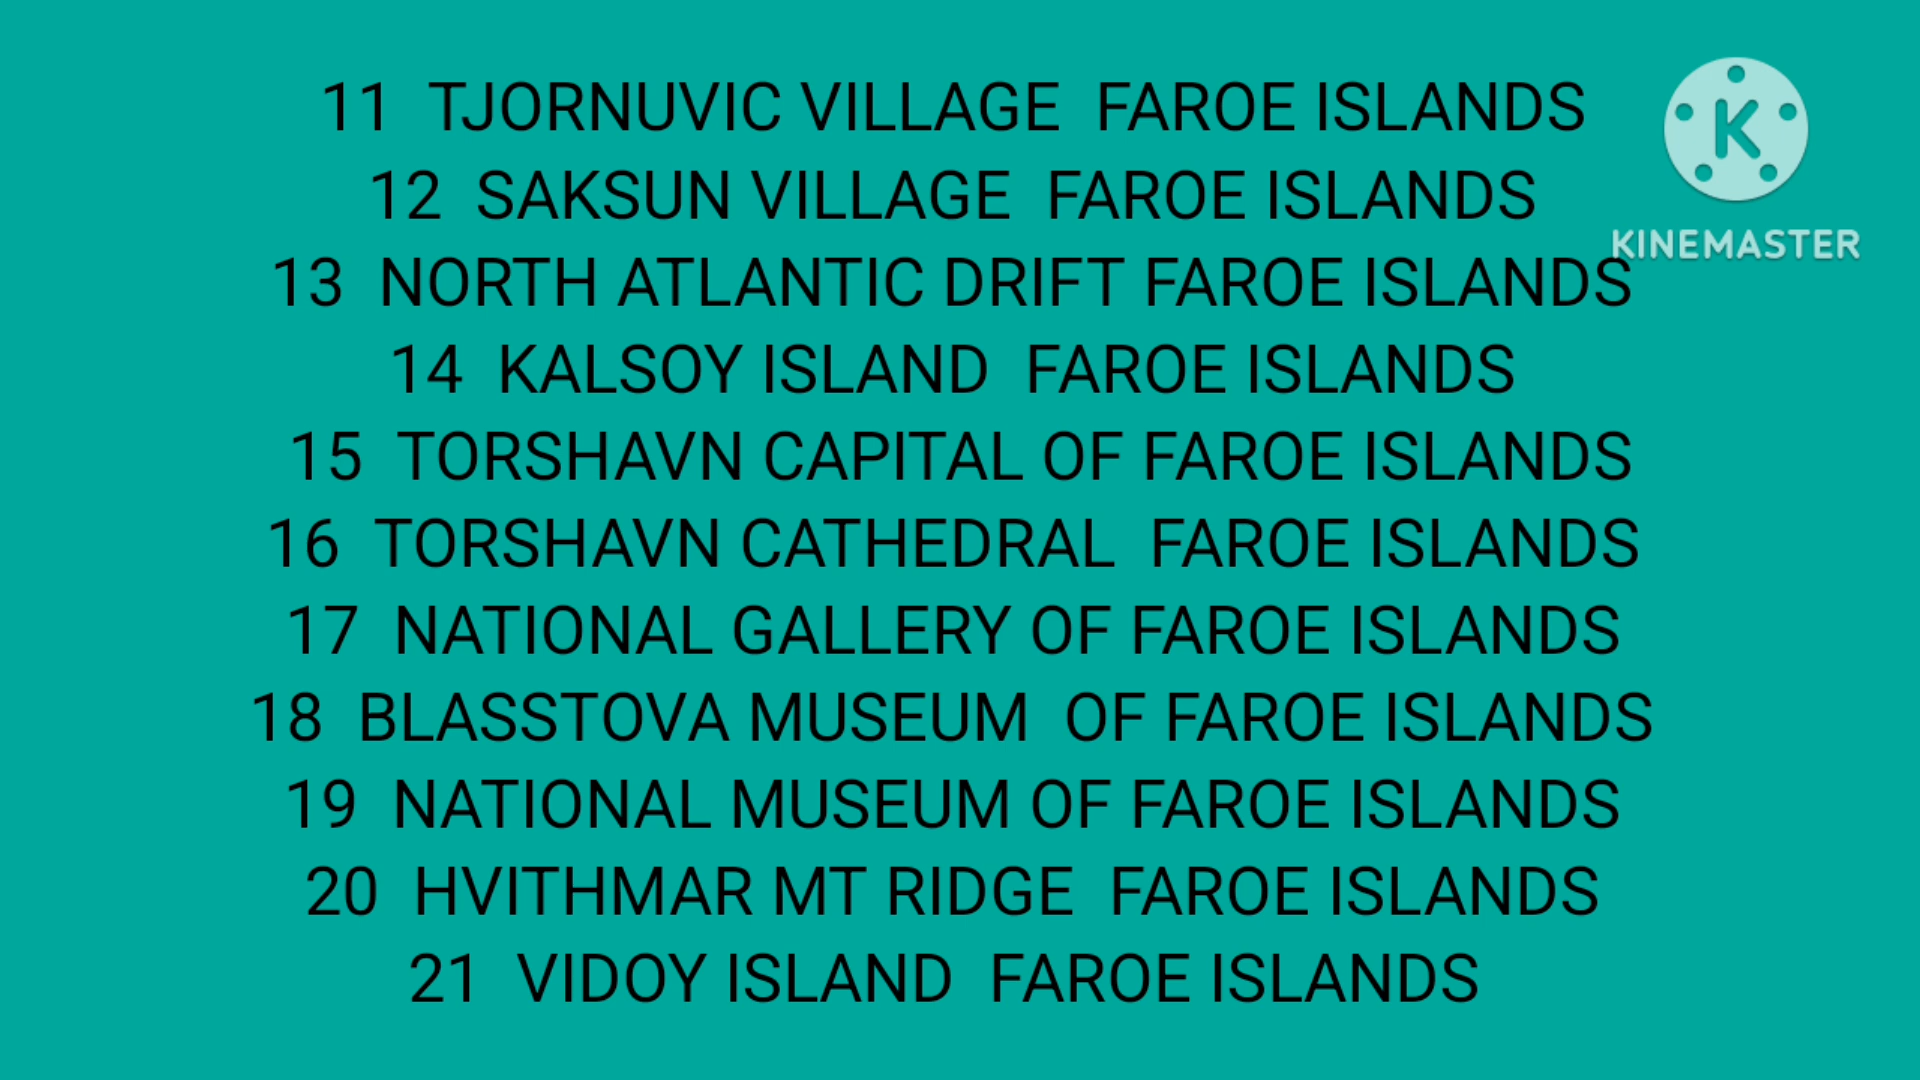 11  TJORNUVIC VILLAGE  FAROE ISLANDS
12  SAKSUN VILLAGE  FAROE ISLANDS
13  NORTH ATLANTIC DRIFT FAROE ISLANDS
14  KALSOY ISLAND  FAROE ISLANDS
15  TORSHAVN CAPITAL OF FAROE ISLANDS
16  TORSHAVN CATHEDRAL  FAROE ISLANDS
17  NATIONAL GALLERY OF FAROE ISLANDS
18  BLASSTOVA MUSEUM  OF FAROE ISLANDS
19  NATIONAL MUSEUM OF FAROE ISLANDS
20  HVITHMAR MT RIDGE  FAROE ISLANDS
21  VIDOY ISLAND  FAROE ISLANDS
K
KINEMASTER